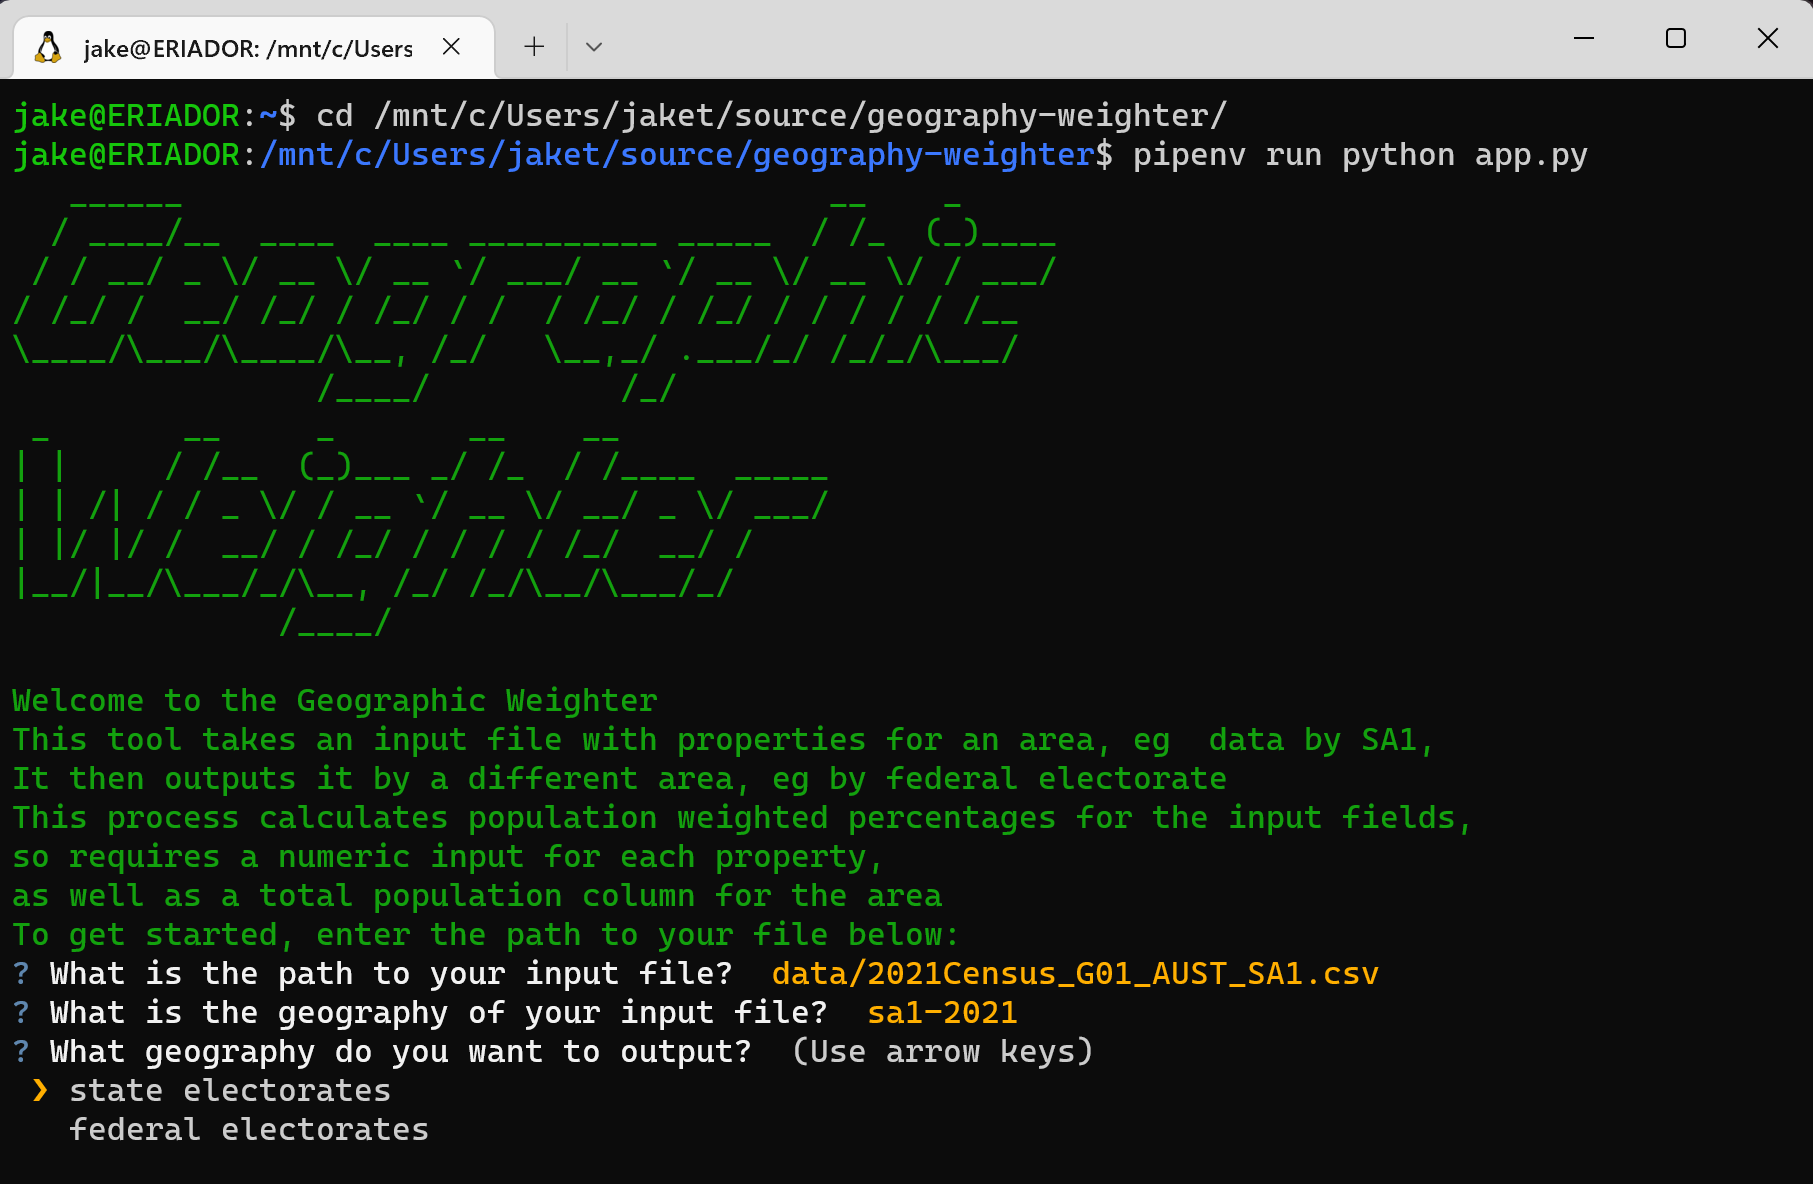 jake@ERIADOR: /mnt/c/Users
jake@ERIADOR:~$ cd /mnt/c/Users/jaket/source/geography-weighter/
jake@ERIADOR:/mnt/c/Users/jaket/source/geography-weighter$ pipenv run python app.py
Geographic
Weighter
Welcome to the Geographic Weighter
This tool takes an input file with properties for an area, eg  data by SA1,
It then outputs it by a different area, eg by federal electorate
This process calculates population weighted percentages for the input fields,
so requires a numeric input for each property,
as well as a total population column for the area
To get started, enter the path to your file below:
? What is the path to your input file?  data/2021Census_G01_AUST_SA1.csv
? What is the geography of your input file?  sa1-2021
? What geography do you want to output?  (Use arrow keys)
❯ state electorates
federal electorates